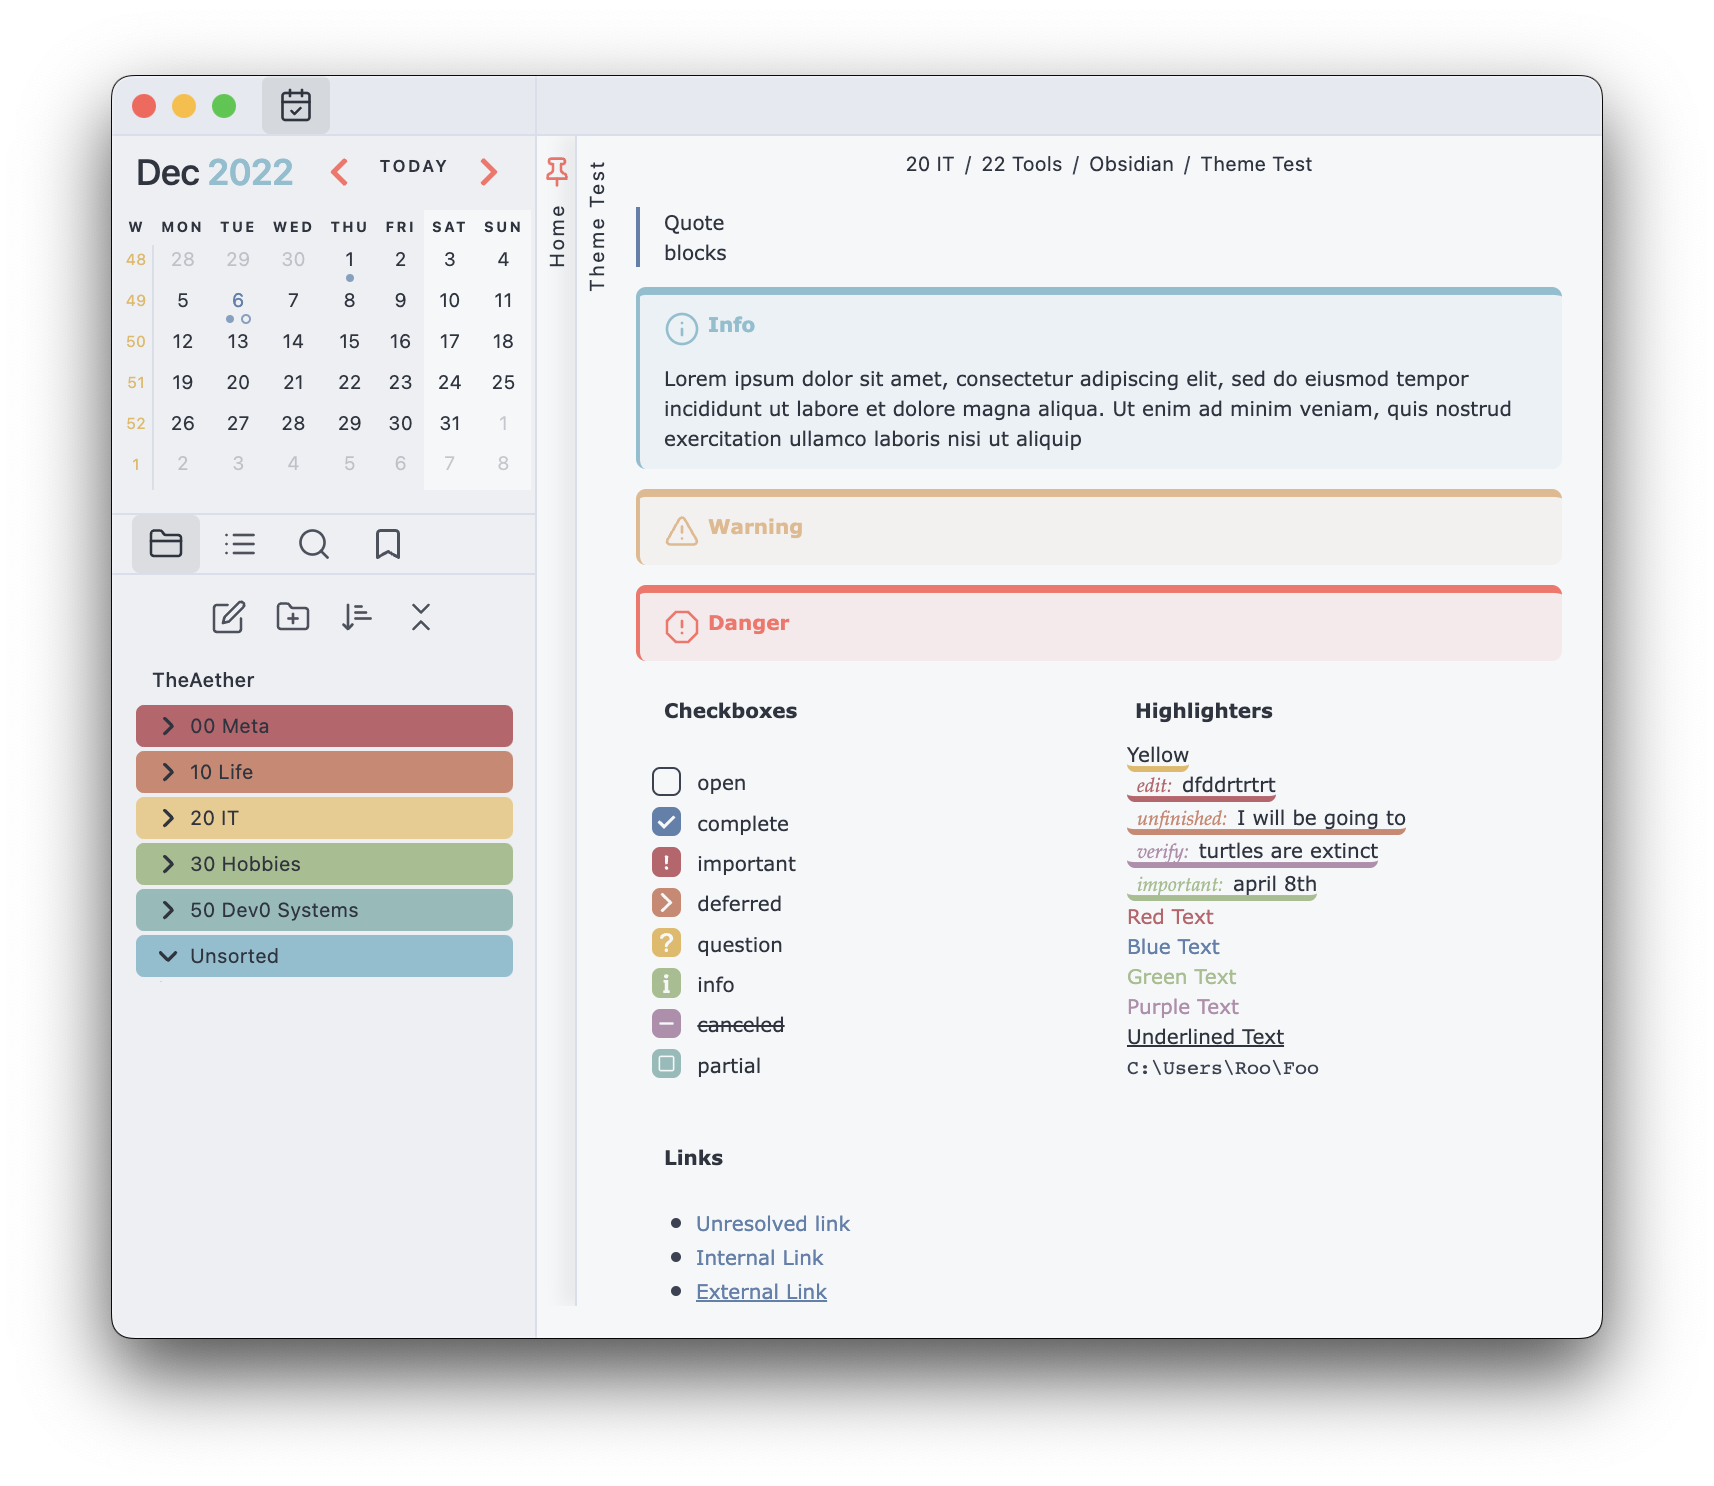 Dec 2022
TODAY
W MON TUE WED THU FRI SAT SUN
48 28 29 30 1 2 3 4
49 5 6 7 8 9 10 11
50 12 13 14 15 16 17 18
51 19 20 21 22 23 24 25
52 26 27 28 29 30 31 1
1 2 3 4 5 6 7 8
TheAether
00 Meta
10 Life
20 IT
30 Hobbies
50 Dev0 Systems
Unsorted
Home
Theme Test
20 IT / 22 Tools / Obsidian / Theme Test
Quote
blocks
Info
Lorem ipsum dolor sit amet, consectetur adipiscing elit, sed do eiusmod tempor
incididunt ut labore et dolore magna aliqua. Ut enim ad minim veniam, quis nostrud
exercitation ullamco laboris nisi ut aliquip
Warning
Danger
Checkboxes
open
complete
important
deferred
question
info
canceled
partial
Highlighters
Yellow
edit: dfddrtrtrt
unfinished: I will be going to
verify: turtles are extinct
important: april 8th
Red Text
Blue Text
Green Text
Purple Text
Underlined Text
C:\Users\Roo\Foo
Links
Unresolved link
Internal Link
External Link